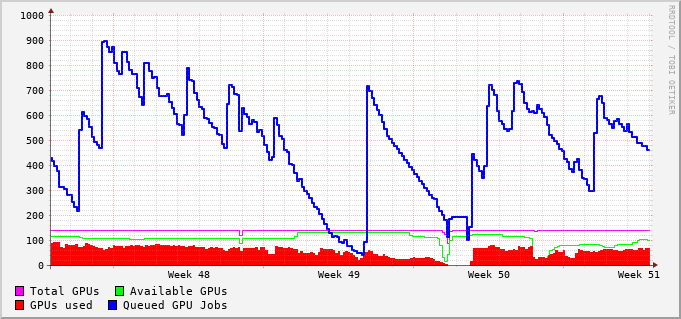 RRDTOOL / TOBI OETIKER
1000
900
800
700
600
500
400
300
200
100
0
Week 48 Week 49 Week 50 Week 51
Total GPUs Available GPUs
GPUs used Queued GPU Jobs